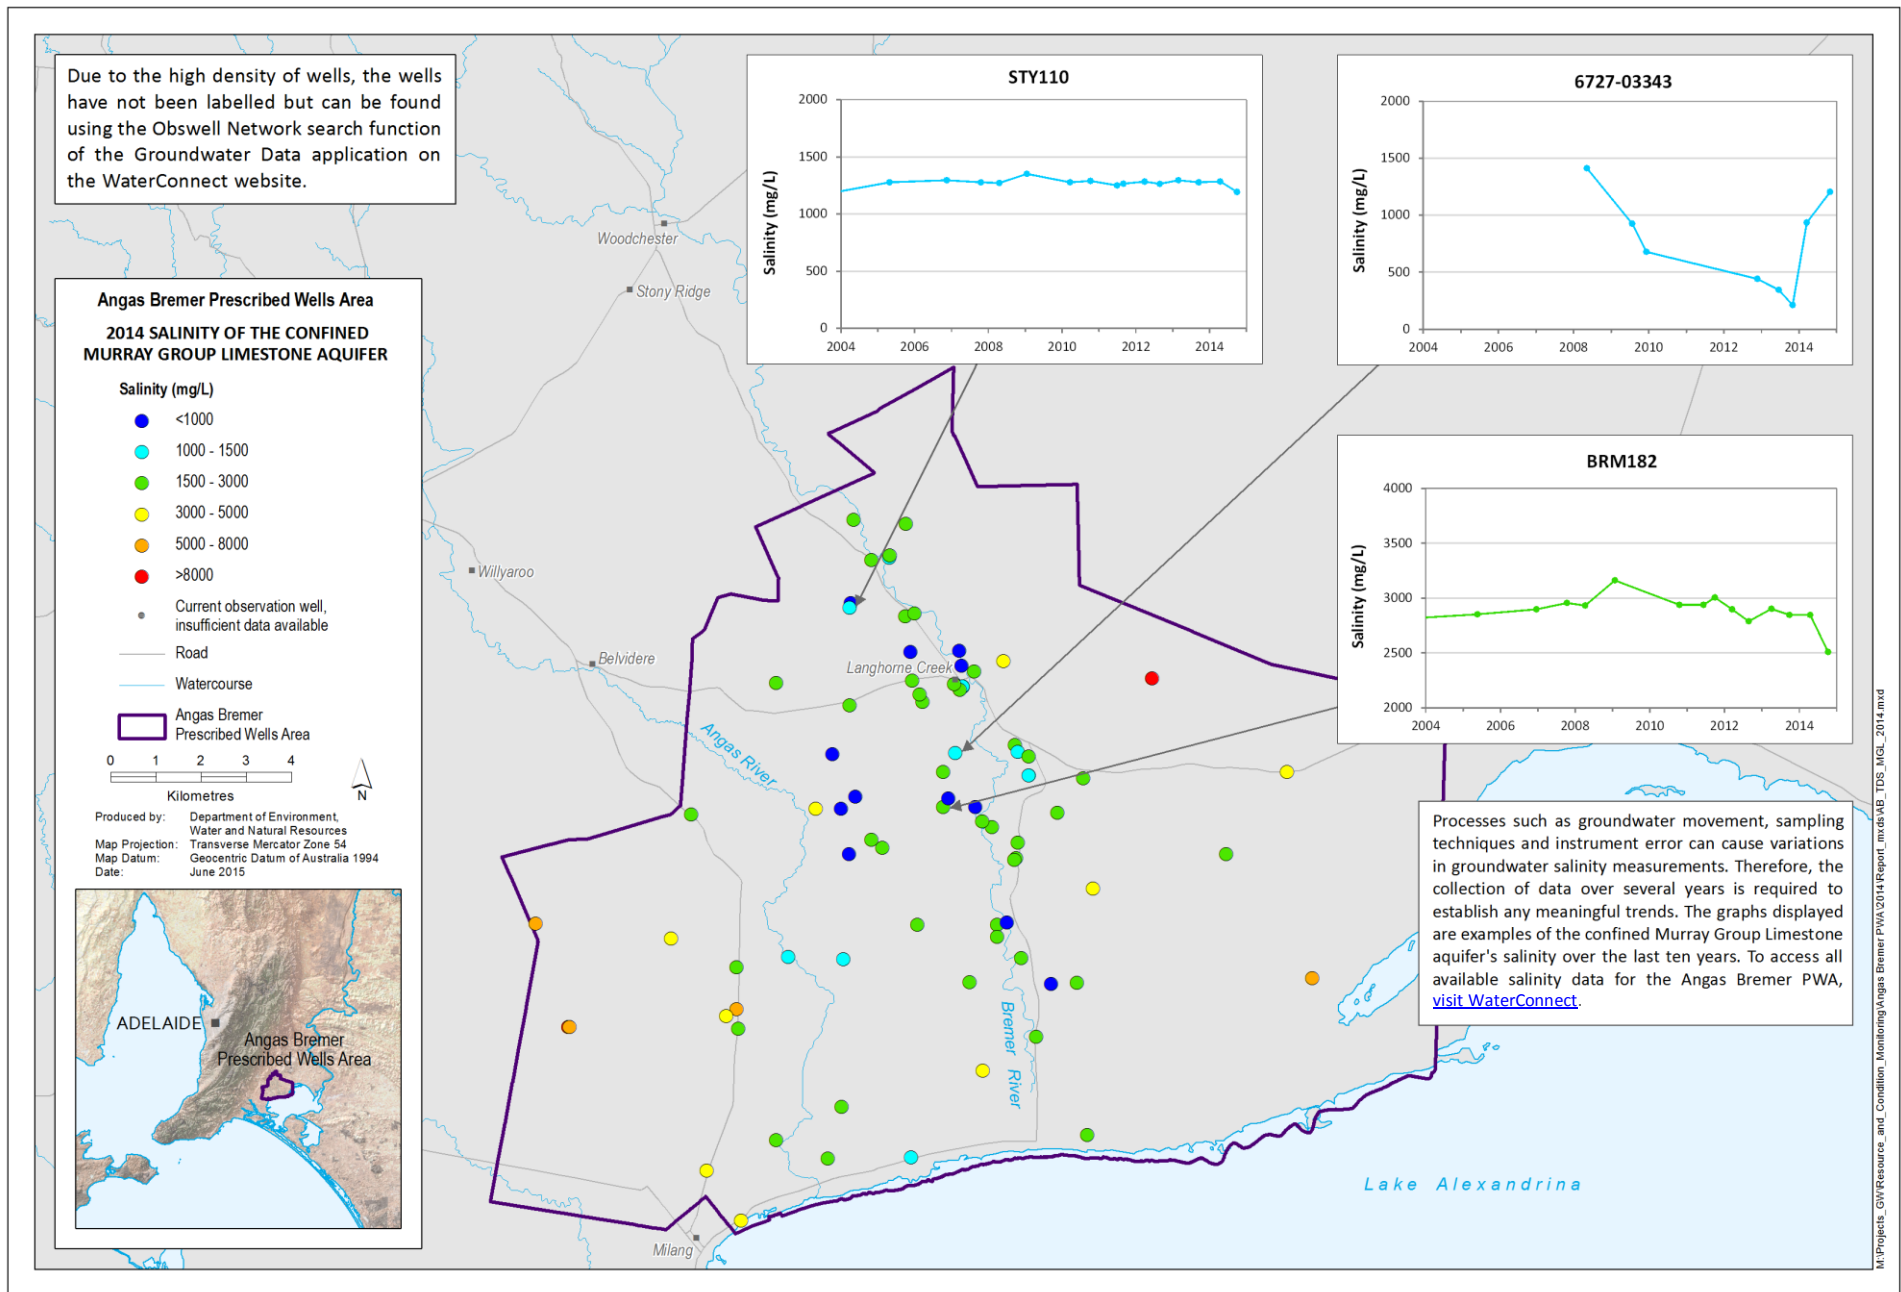 Due to the high density of wells, the wells
have not been labelled but can be found
using the Obswell Network search function
of the Groundwater Data application on
the WaterConnect website.
STY110
Salinity (mg/L)
2000
1500
1000
500
0
2004 2006 2008 2010 2012 2014
6727-03343
Salinity (mg/L)
2000
1500
1000
500
0
2004 2006 2008 2010 2012 2014
BRM182
Salinity (mg/L)
4000
3500
3000
2500
2000
2004 2006 2008 2010 2012 2014
Woodchester
Stony Ridge
Willyaroo
Belvidere
Langhorne Creek
Angas River
Bremer River
Milang
Lake Alexandrina
Angas Bremer Prescribed Wells Area
2014 SALINITY OF THE CONFINED
MURRAY GROUP LIMESTONE AQUIFER
Salinity (mg/L)
<1000
1000 - 1500
1500 - 3000
3000 - 5000
5000 - 8000
>8000
Current observation well,
insufficient data available
Road
Watercourse
Angas Bremer
Prescribed Wells Area
0 1 2 3 4
Kilometres
N
Produced by: Department of Environment,
Water and Natural Resources
Map Projection: Transverse Mercator Zone 54
Map Datum: Geocentric Datum of Australia 1994
Date: June 2015
ADELAIDE
Angas Bremer
Prescribed Wells Area
Processes such as groundwater movement, sampling
techniques and instrument error can cause variations
in groundwater salinity measurements. Therefore, the
collection of data over several years is required to
establish any meaningful trends. The graphs displayed
are examples of the confined Murray Group Limestone
aquifer's salinity over the last ten years. To access all
available salinity data for the Angas Bremer PWA,
visit WaterConnect.
M:\Projects_GW\Resource_and_Condition_Monitoring\Angas Bremer PWA\2014\Report_mxds\AB_TDS_MGL_2014.mxd